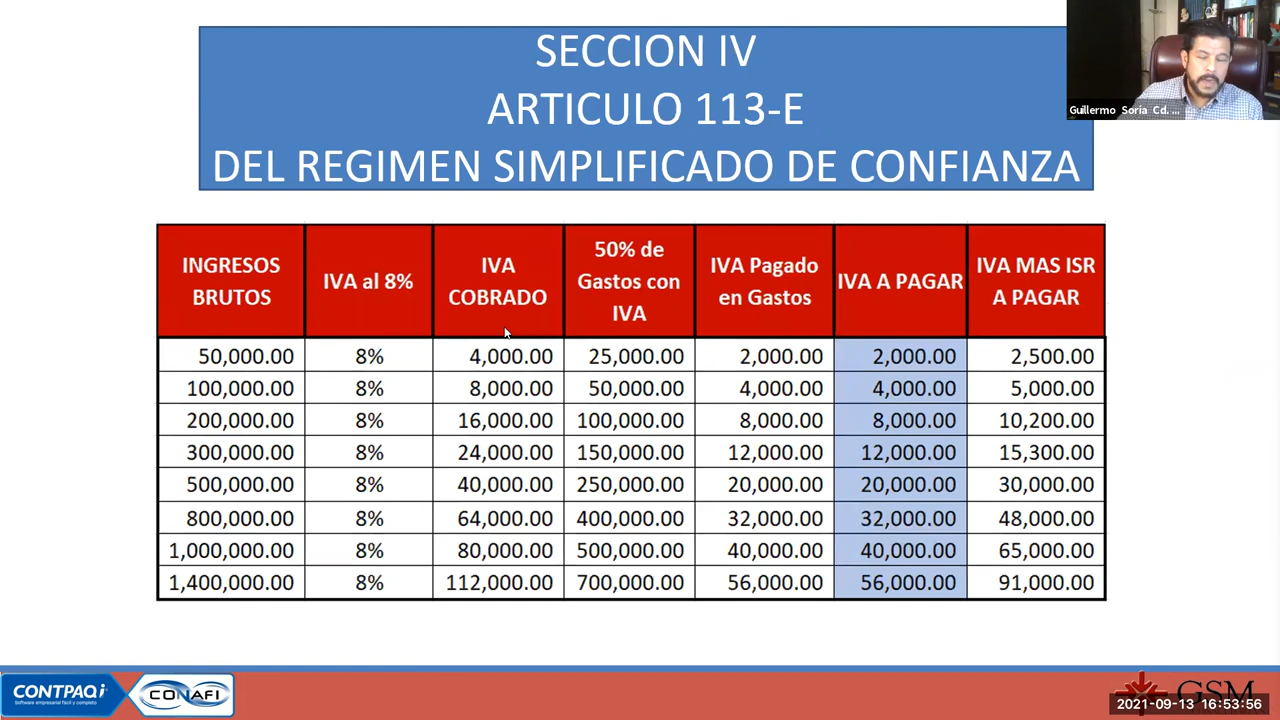 SECCION IV
ARTICULO 113-E
DEL REGIMEN SIMPLIFICADO DE CONFIANZA
Guillermo Soria Cd. ...
INGRESOS BRUTOS | IVA al 8% | IVA COBRADO | 50% de Gastos con IVA | IVA Pagado en Gastos | IVA A PAGAR | IVA MAS ISR A PAGAR
50,000.00 | 8% | 4,000.00 | 25,000.00 | 2,000.00 | 2,000.00 | 2,500.00
100,000.00 | 8% | 8,000.00 | 50,000.00 | 4,000.00 | 4,000.00 | 5,000.00
200,000.00 | 8% | 16,000.00 | 100,000.00 | 8,000.00 | 8,000.00 | 10,200.00
300,000.00 | 8% | 24,000.00 | 150,000.00 | 12,000.00 | 12,000.00 | 15,300.00
500,000.00 | 8% | 40,000.00 | 250,000.00 | 20,000.00 | 20,000.00 | 30,000.00
800,000.00 | 8% | 64,000.00 | 400,000.00 | 32,000.00 | 32,000.00 | 48,000.00
1,000,000.00 | 8% | 80,000.00 | 500,000.00 | 40,000.00 | 40,000.00 | 65,000.00
1,400,000.00 | 8% | 112,000.00 | 700,000.00 | 56,000.00 | 56,000.00 | 91,000.00
CONTPAQi
Software empresarial fácil y completo
CONAFI
GSM
2021-09-13 16:53:56